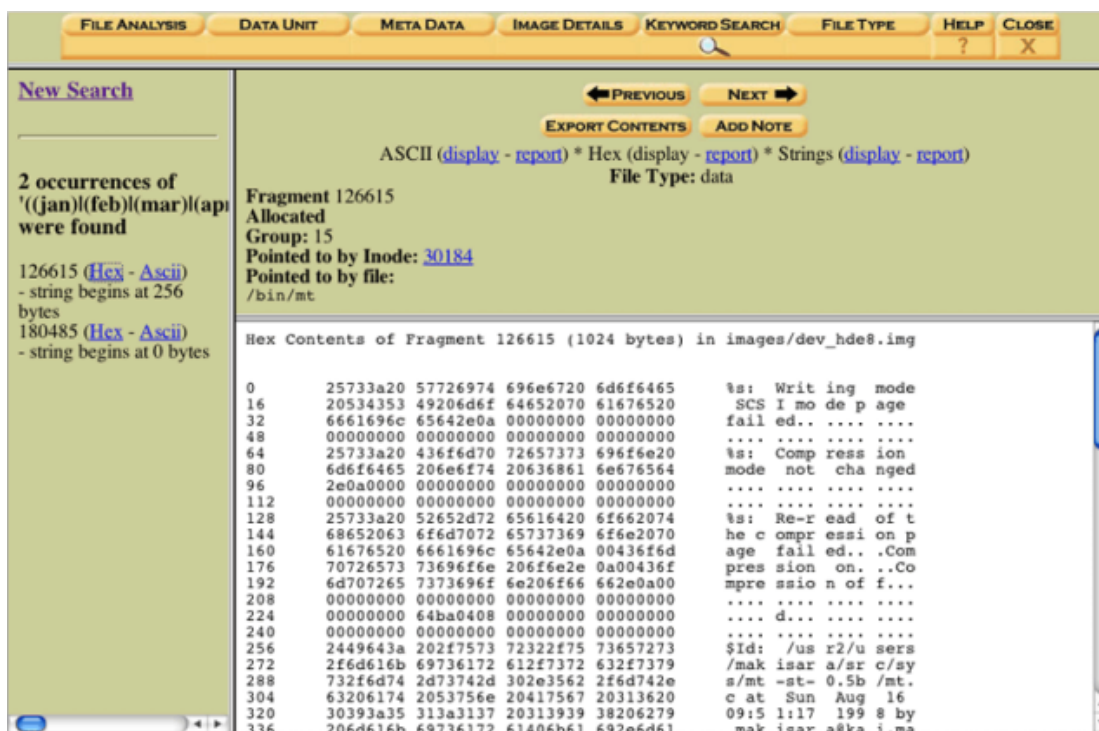 FILE ANALYSIS DATA UNIT META DATA IMAGE DETAILS KEYWORD SEARCH FILE TYPE HELP CLOSE
? X
New Search
2 occurrences of
'((jan)|(feb)|(mar)|(apr
were found
126615 (Hex - Ascii)
- string begins at 256
bytes
180485 (Hex - Ascii)
- string begins at 0 bytes
PREVIOUS NEXT
EXPORT CONTENTS ADD NOTE
ASCII (display - report) * Hex (display - report) * Strings (display - report)
File Type: data
Fragment 126615
Allocated
Group: 15
Pointed to by Inode: 30184
Pointed to by file:
/bin/mt
Hex Contents of Fragment 126615 (1024 bytes) in images/dev_hde8.img
0 25733a20 57726974 696e6720 6d6f6465 %s: Writ ing mode
16 20534353 49206d6f 64652070 61676520 SCS I mo de p age
32 6661696c 65642e0a 00000000 00000000 fail ed.. .... ....
48 00000000 00000000 00000000 00000000 .... .... .... ....
64 25733a20 436f6d70 72657373 696f6e20 %s: Comp ress ion
80 6d6f6465 206e6f74 20636861 6e676564 mode not cha nged
96 2e0a0000 00000000 00000000 00000000 .... .... .... ....
112 00000000 00000000 00000000 00000000 .... .... .... ....
128 25733a20 52652d72 65616420 6f662074 %s: Re-r ead of t
144 68652063 6f6d7072 65737369 6f6e2070 he c ompr essi on p
160 61676520 6661696c 65642e0a 00436f6d age fail ed.. .Com
176 70726573 73696f6e 206f6e2e 0a00436f pres sion on. ..Co
192 6d707265 7373696f 6e206f66 662e0a00 mpre ssio n of f...
208 00000000 00000000 00000000 00000000 .... .... .... ....
224 00000000 64ba0408 00000000 00000000 .... d... .... ....
240 00000000 00000000 00000000 00000000 .... .... .... ....
256 2449643a 202f7573 72322f75 73657273 $Id: /us r2/u sers
272 2f6d616b 69736172 612f7372 632f7379 /mak isar a/sr c/sy
288 732f6d74 2d73742d 302e3562 2f6d742e s/mt -st- 0.5b /mt.
304 63206174 2053756e 20417567 20313620 c at Sun Aug 16
320 30393a35 313a3137 20313939 38206279 09:5 1:17 199 8 by
336 206d616b 69736172 61406b61 692e6d61 mak isar a@ka i.ma